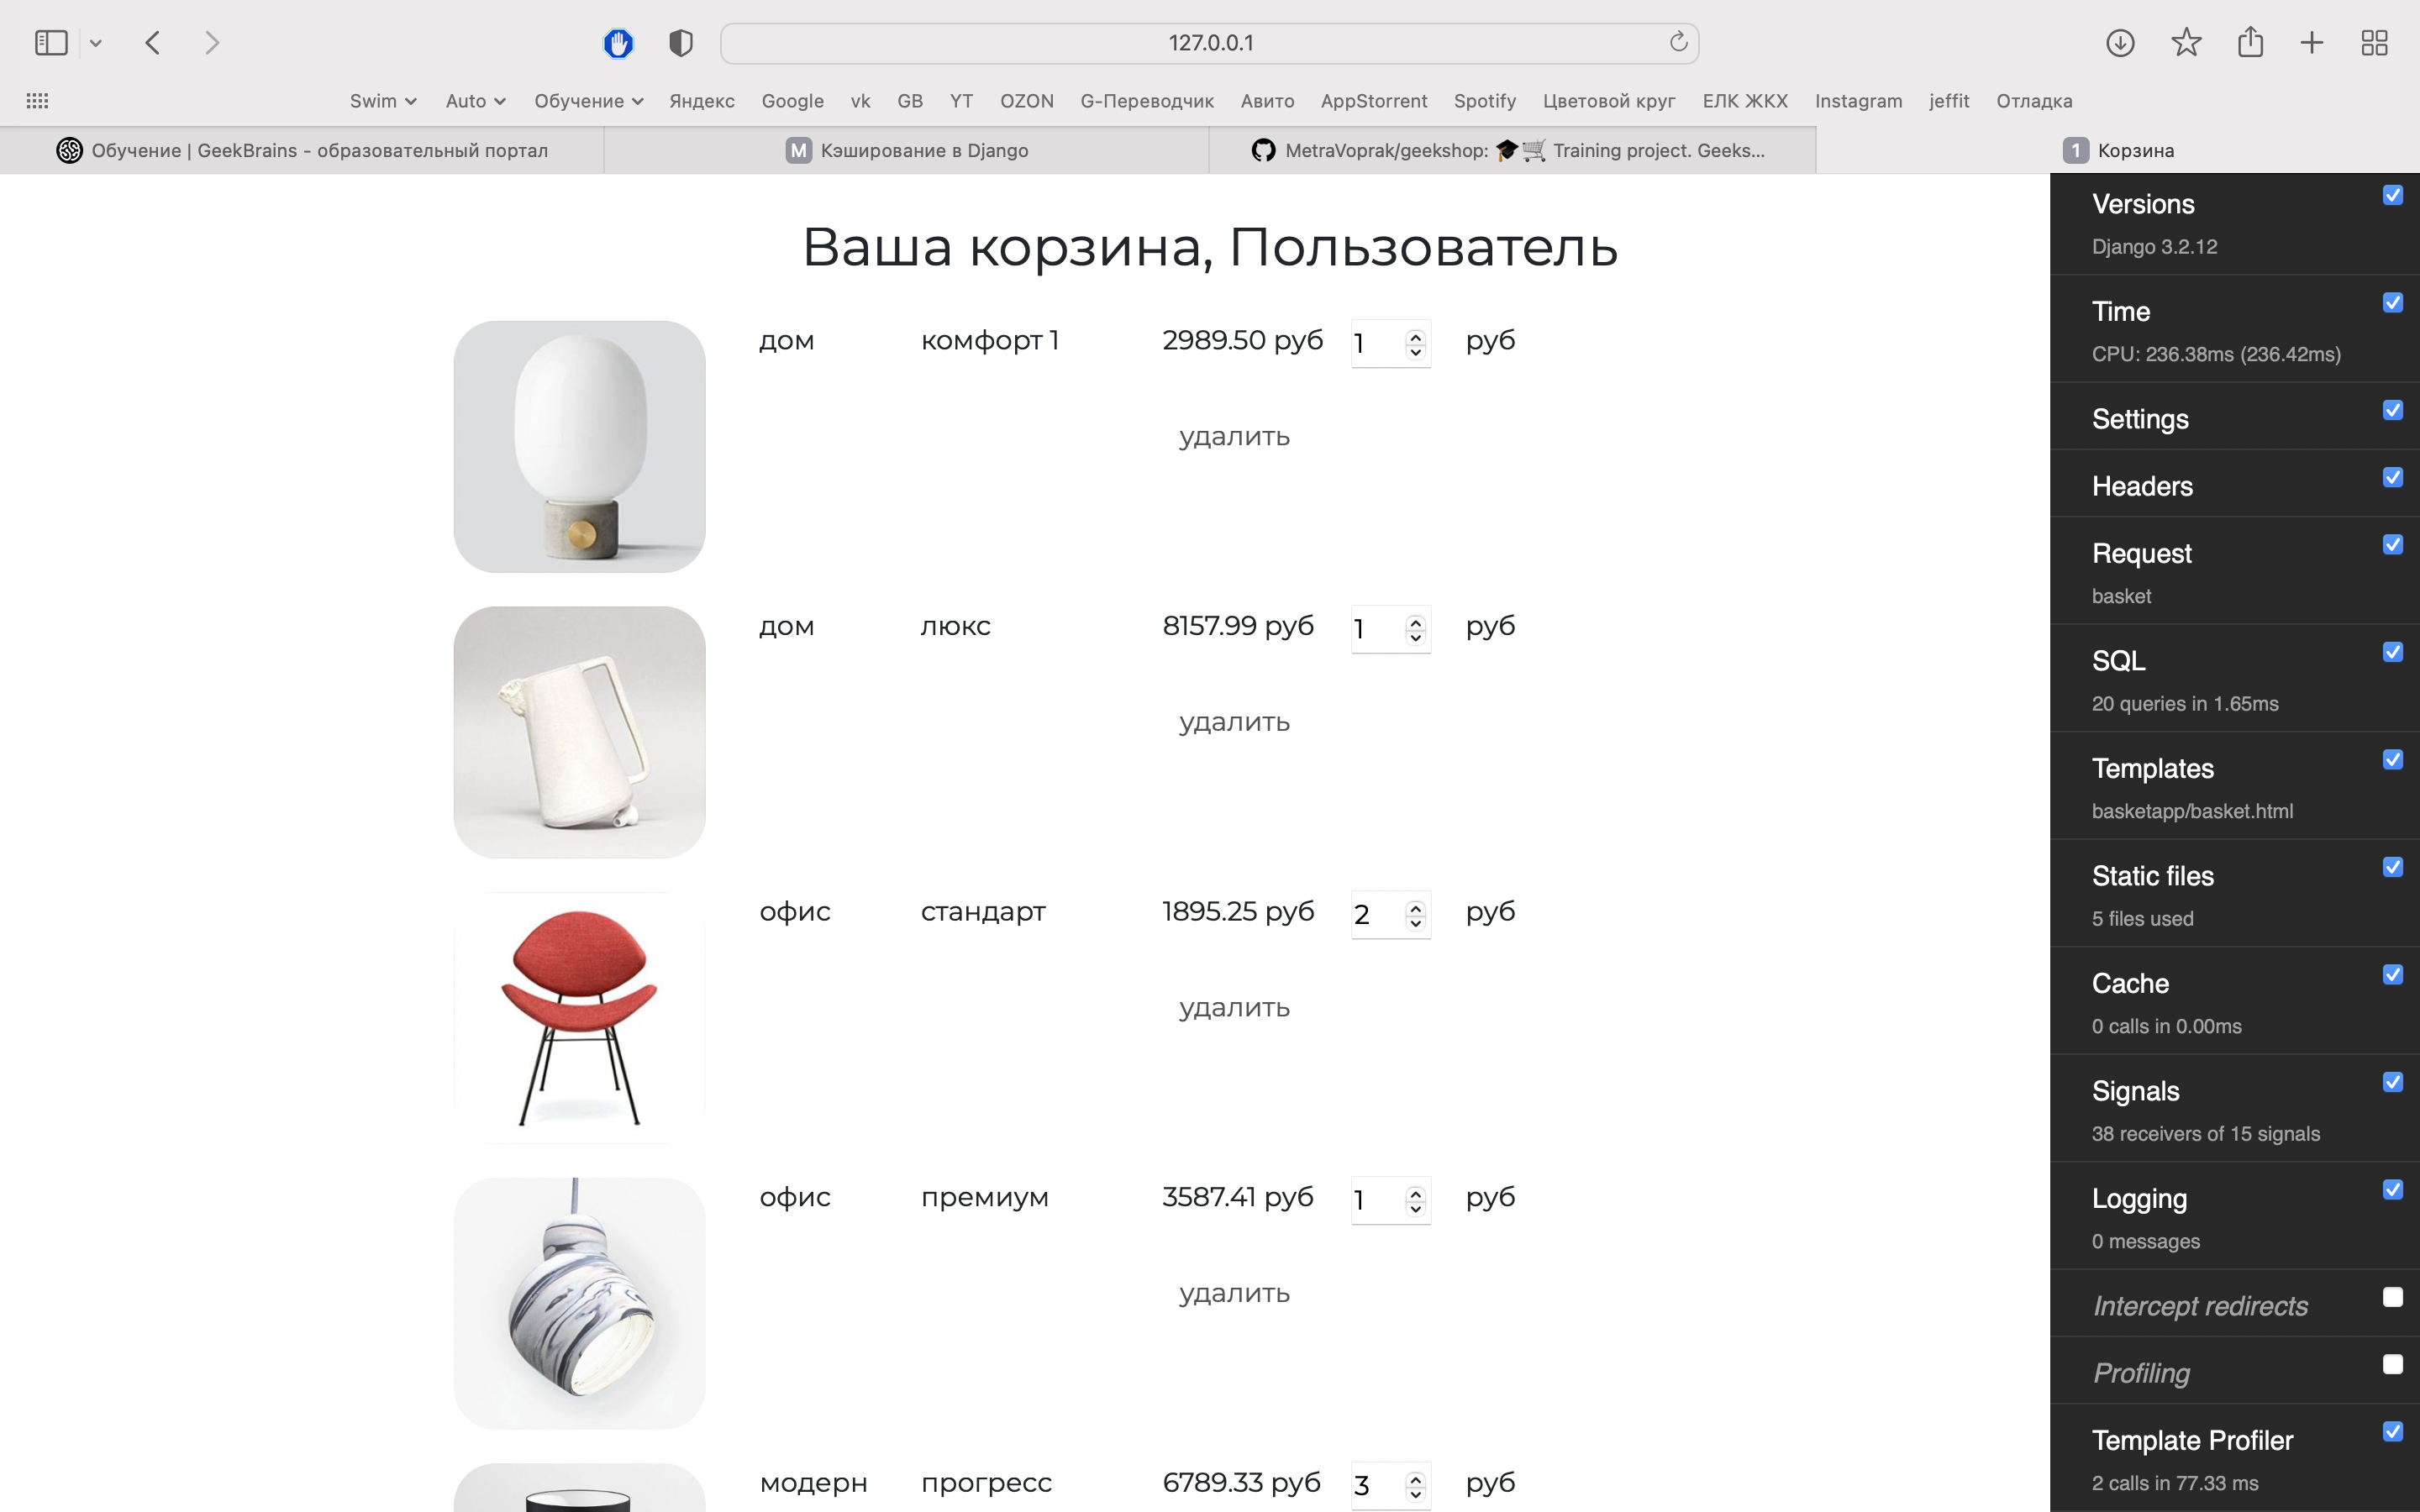 127.0.0.1
Swim Auto Обучение Яндекс Google vk GB YT OZON G-Переводчик Авито AppStorrent Spotify Цветовой круг ЕЛК ЖКХ Instagram jeffit Отладка
Обучение | GeekBrains - образовательный портал
M Кэширование в Django
MetraVoprak/geekshop: 🎓🛒 Training project. Geeks...
1 Корзина
Ваша корзина, Пользователь
дом комфорт 1 2989.50 руб 1 руб
удалить
дом люкс 8157.99 руб 1 руб
удалить
офис стандарт 1895.25 руб 2 руб
удалить
офис премиум 3587.41 руб 1 руб
удалить
модерн прогресс 6789.33 руб 3 руб
Versions
Django 3.2.12
Time
CPU: 236.38ms (236.42ms)
Settings
Headers
Request
basket
SQL
20 queries in 1.65ms
Templates
basketapp/basket.html
Static files
5 files used
Cache
0 calls in 0.00ms
Signals
38 receivers of 15 signals
Logging
0 messages
Intercept redirects
Profiling
Template Profiler
2 calls in 77.33 ms